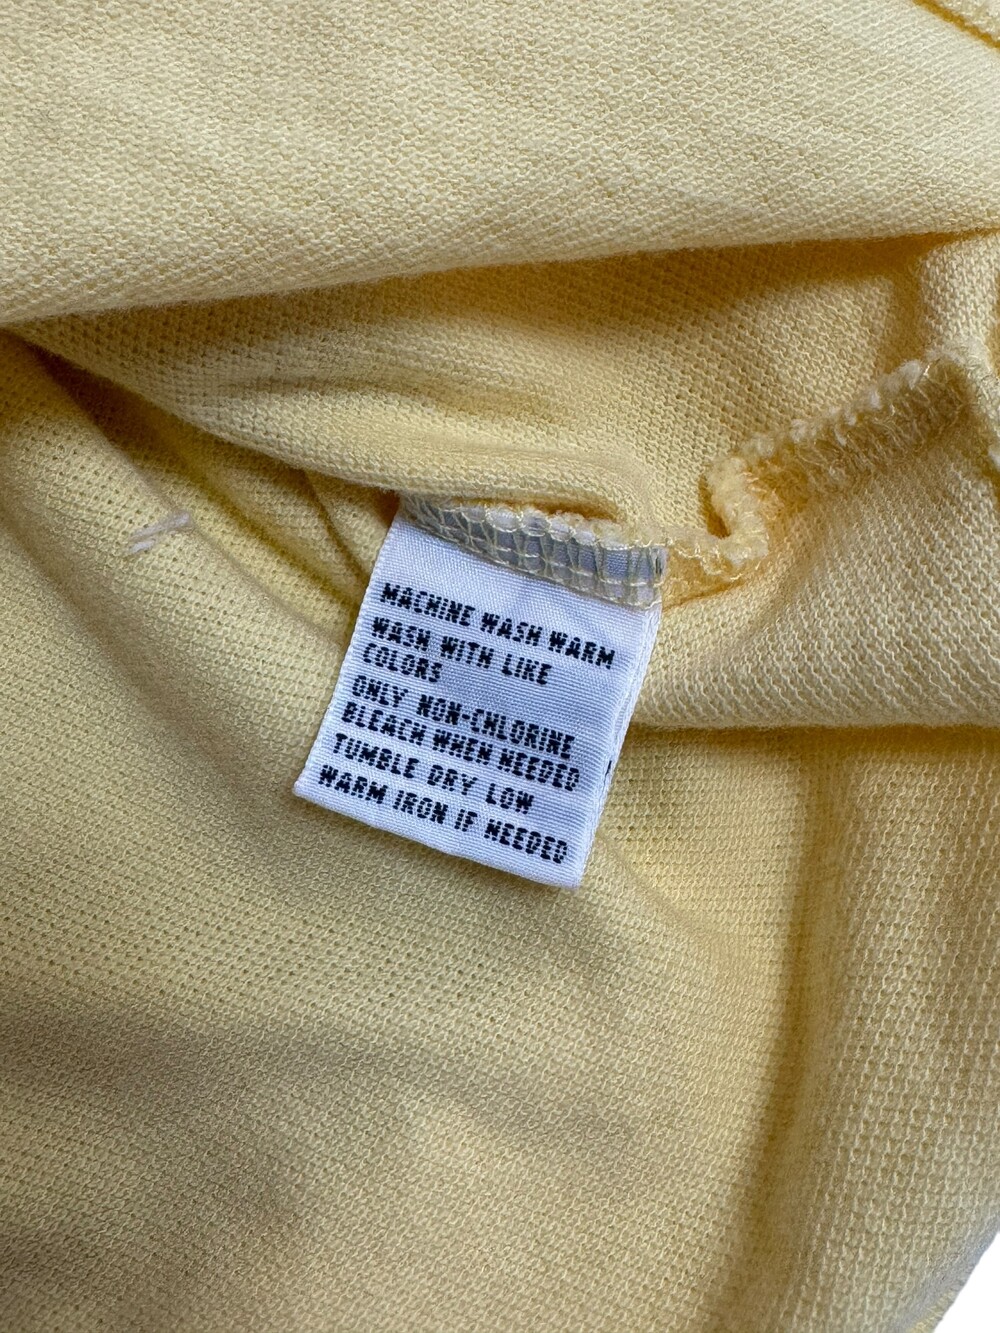 MACHINE WASH WARM
WASH WITH LIKE
COLORS
ONLY NON-CHLORINE
BLEACH WHEN NEEDED
TUMBLE DRY LOW
WARM IRON IF NEEDED